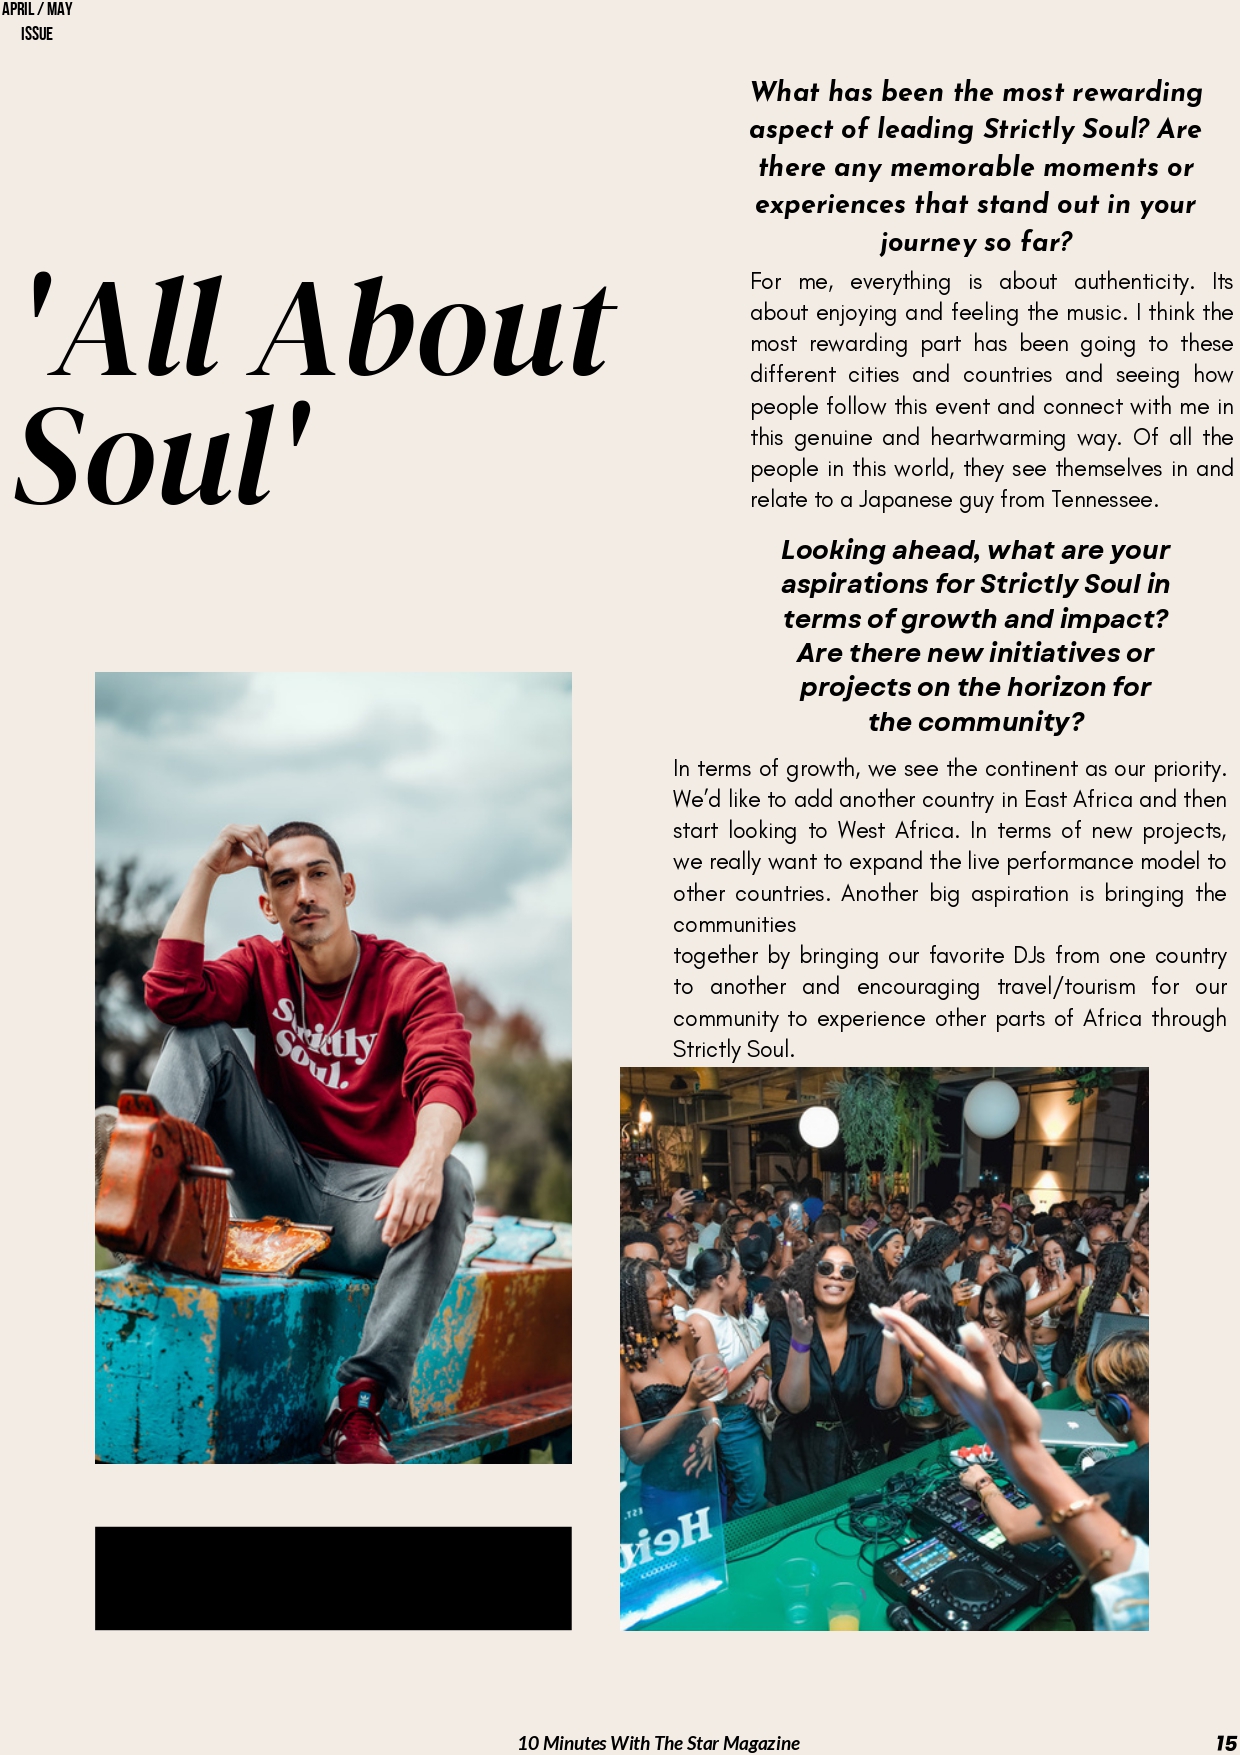 APRIL / MAY
ISSUE
'All About
Soul'
What has been the most rewarding
aspect of leading Strictly Soul? Are
there any memorable moments or
experiences that stand out in your
journey so far?
For me, everything is about authenticity. Its
about enjoying and feeling the music. I think the
most rewarding part has been going to these
different cities and countries and seeing how
people follow this event and connect with me in
this genuine and heartwarming way. Of all the
people in this world, they see themselves in and
relate to a Japanese guy from Tennessee.
Looking ahead, what are your
aspirations for Strictly Soul in
terms of growth and impact?
Are there new initiatives or
projects on the horizon for
the community?
In terms of growth, we see the continent as our priority.
We’d like to add another country in East Africa and then
start looking to West Africa. In terms of new projects,
we really want to expand the live performance model to
other countries. Another big aspiration is bringing the
communities
together by bringing our favorite DJs from one country
to another and encouraging travel/tourism for our
community to experience other parts of Africa through
Strictly Soul.
Strictly
Soul.
Hei
10 Minutes With The Star Magazine
15